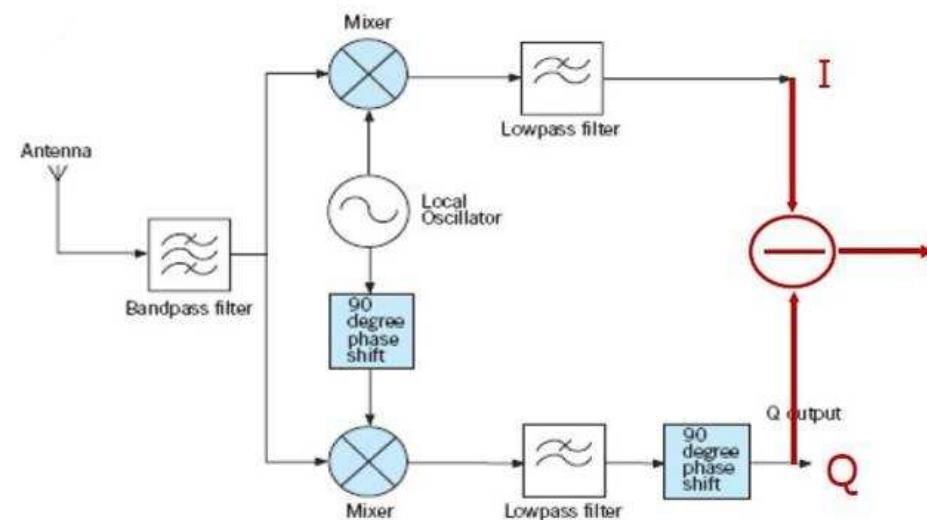 Mixer
I
Lowpass filter
Antenna
Local
Oscillator
Bandpass filter
90
degree
phase
shift
Q output
90
degree
phase
shift
Q
Mixer
Lowpass filter